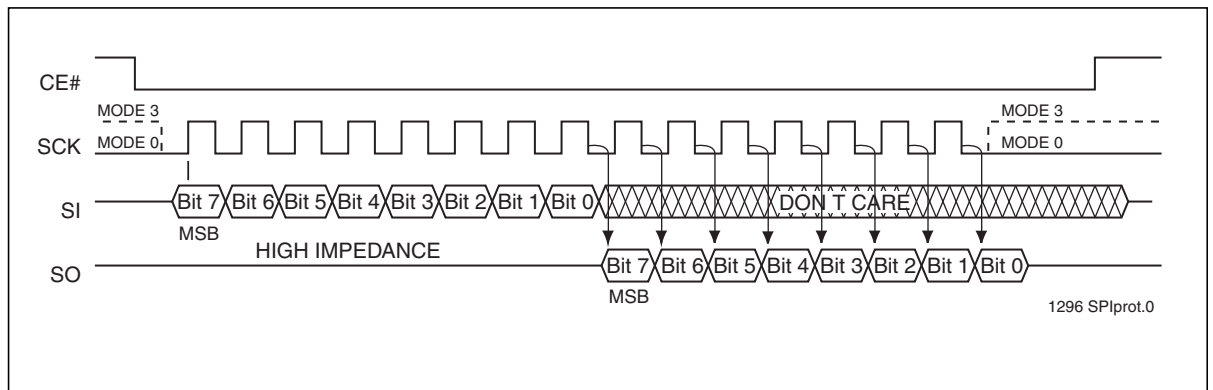 CE#
MODE 3
MODE 3
SCK
MODE 0
MODE 0
SI
Bit 7 Bit 6 Bit 5 Bit 4 Bit 3 Bit 2 Bit 1 Bit 0
DON T CARE
MSB
HIGH IMPEDANCE
SO
Bit 7 Bit 6 Bit 5 Bit 4 Bit 3 Bit 2 Bit 1 Bit 0
MSB
1296 SPIprot.0